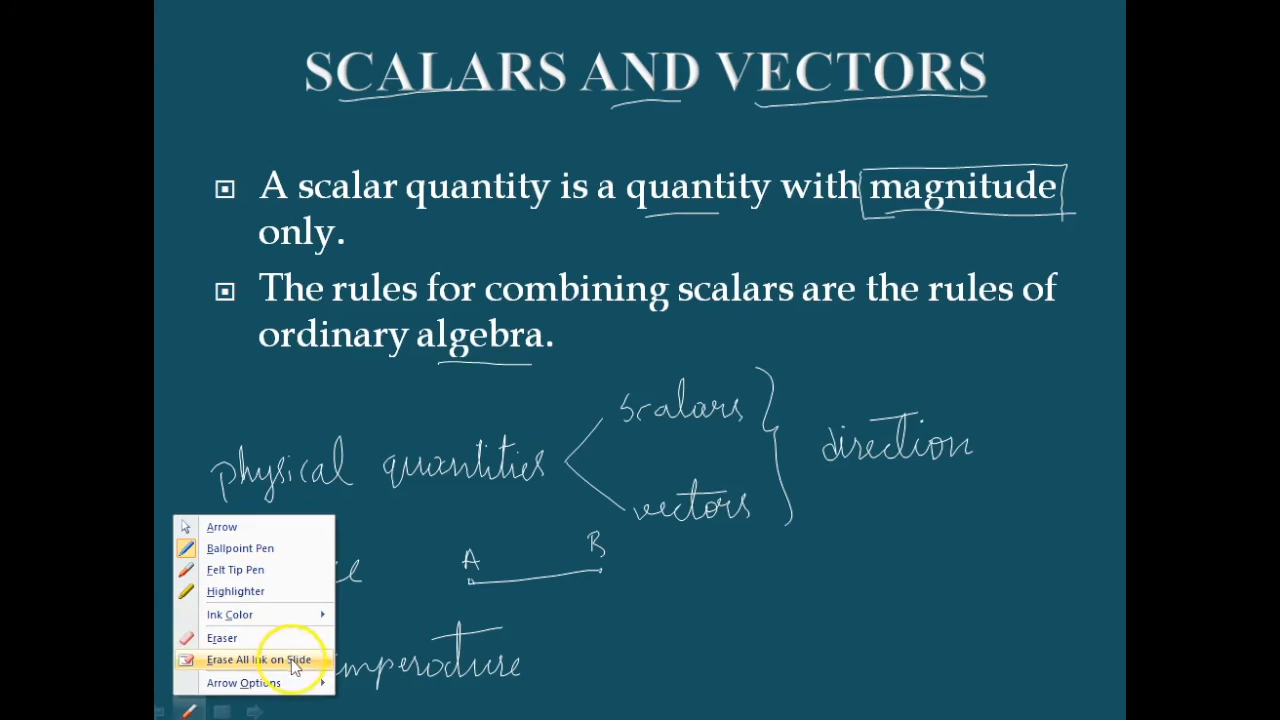 SCALARS AND VECTORS
A scalar quantity is a quantity with magnitude
only.
The rules for combining scalars are the rules of
ordinary algebra.
scalars
physical quantities
direction
vectors
A B
Arrow
Ballpoint Pen
Felt Tip Pen
Highlighter
Ink Color
Eraser
Erase All Ink on Slide
Arrow Options